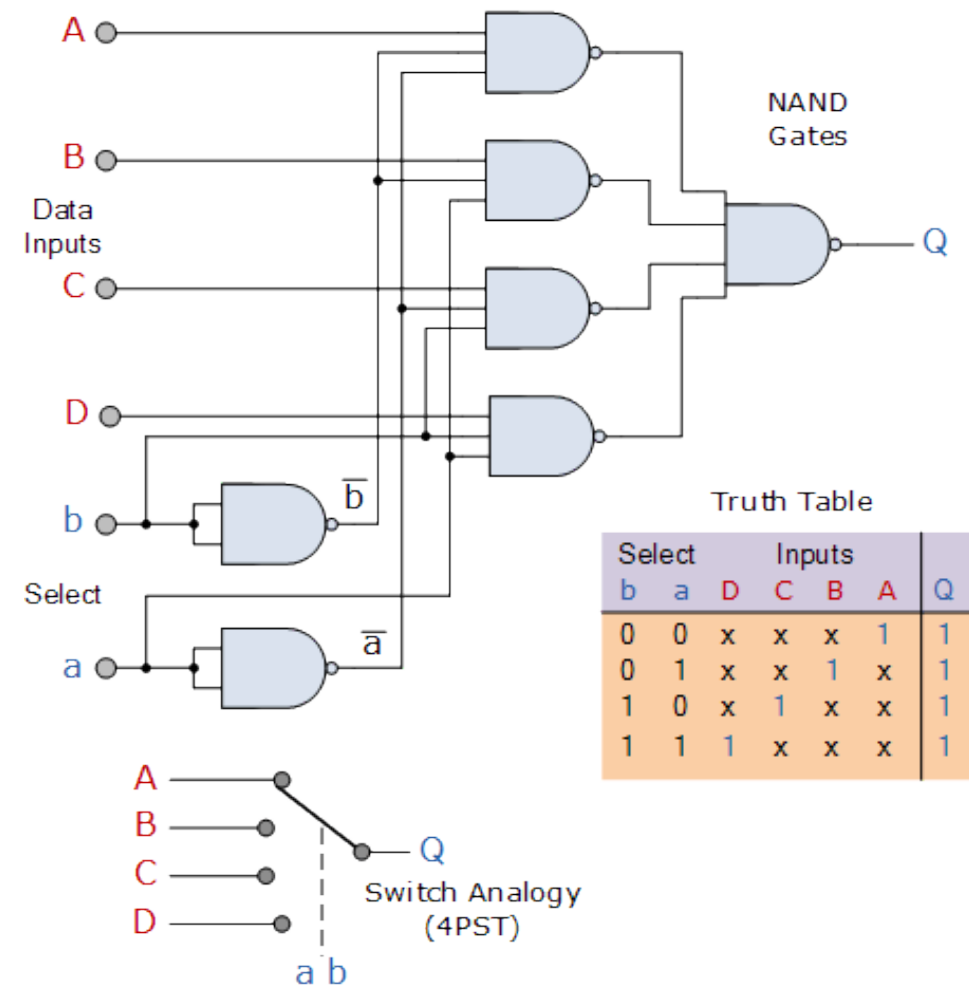 A
NAND
Gates
B
Data
Inputs
Q
C
D
b̅
b
Select
a̅
a
Truth Table
Select Inputs
b a D C B A Q
0 0 x x x 1 1
0 1 x x 1 x 1
1 0 x 1 x x 1
1 1 1 x x x 1
A
B
Q
C
Switch Analogy
(4PST)
D
a b